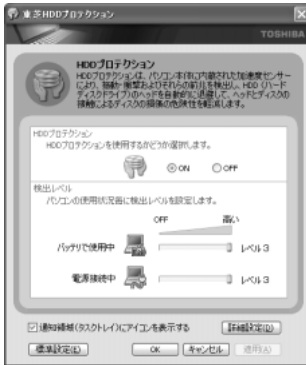 東芝HDDプロテクション
TOSHIBA
HDDプロテクション
HDDプロテクションは、パソコン本体に内蔵された加速度センサー
により、振動・衝撃およびそれらの前兆を検出し、HDD (ハード
ディスクドライブ)のヘッドを自動的に退避して、ヘッドとディスクの
接触によるディスクの損傷の危険性を軽減します。
HDDプロテクション
HDDプロテクションを使用するかどうか選択します。
ON OFF
検出レベル
パソコンの使用状況毎に検出レベルを設定します。
OFF 高い
バッテリで使用中 レベル3
電源接続中 レベル3
通知領域(タスクトレイ)にアイコンを表示する 詳細設定(D)
標準設定(E) OK キャンセル 適用(A)